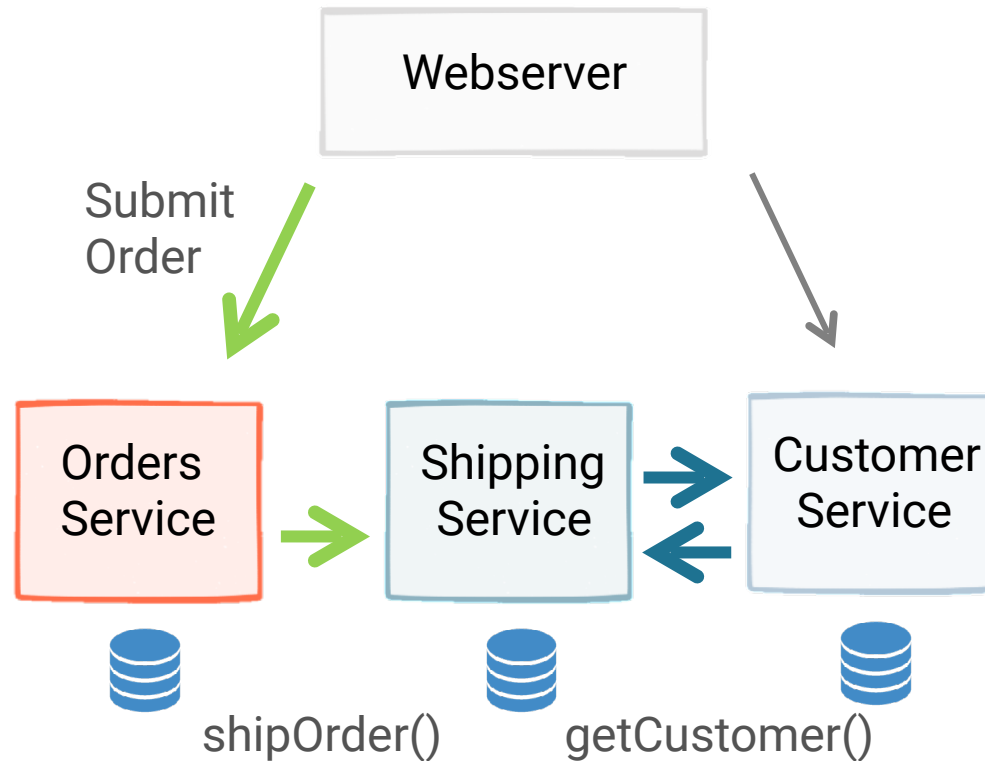 Webserver
Submit
Order
Orders
Service
Shipping
Service
Customer
Service
shipOrder()
getCustomer()